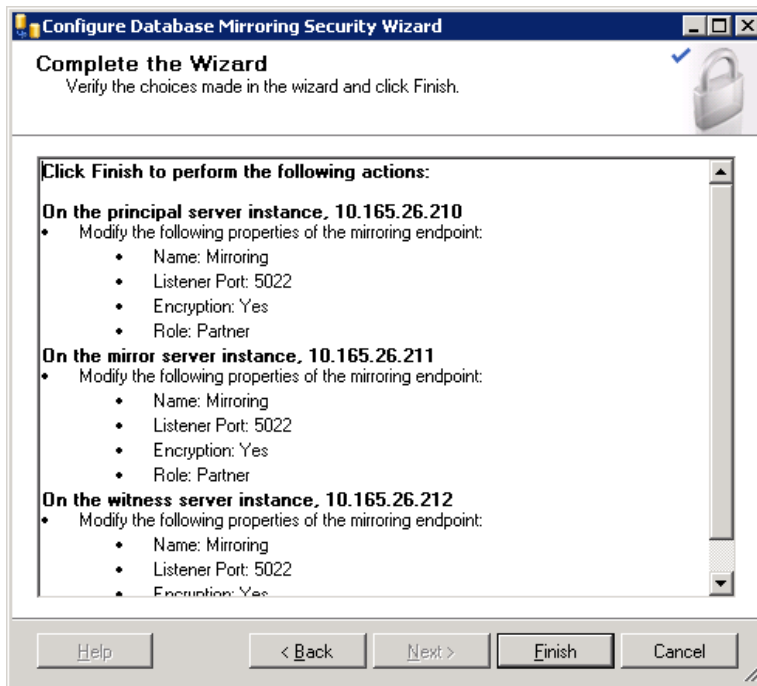 Configure Database Mirroring Security Wizard
Complete the Wizard
Verify the choices made in the wizard and click Finish.
Click Finish to perform the following actions:
On the principal server instance, 10.165.26.210
• Modify the following properties of the mirroring endpoint:
• Name: Mirroring
• Listener Port: 5022
• Encryption: Yes
• Role: Partner
On the mirror server instance, 10.165.26.211
• Modify the following properties of the mirroring endpoint:
• Name: Mirroring
• Listener Port: 5022
• Encryption: Yes
• Role: Partner
On the witness server instance, 10.165.26.212
• Modify the following properties of the mirroring endpoint:
• Name: Mirroring
• Listener Port: 5022
• Encryption: Yes
Help < Back Next > Finish Cancel